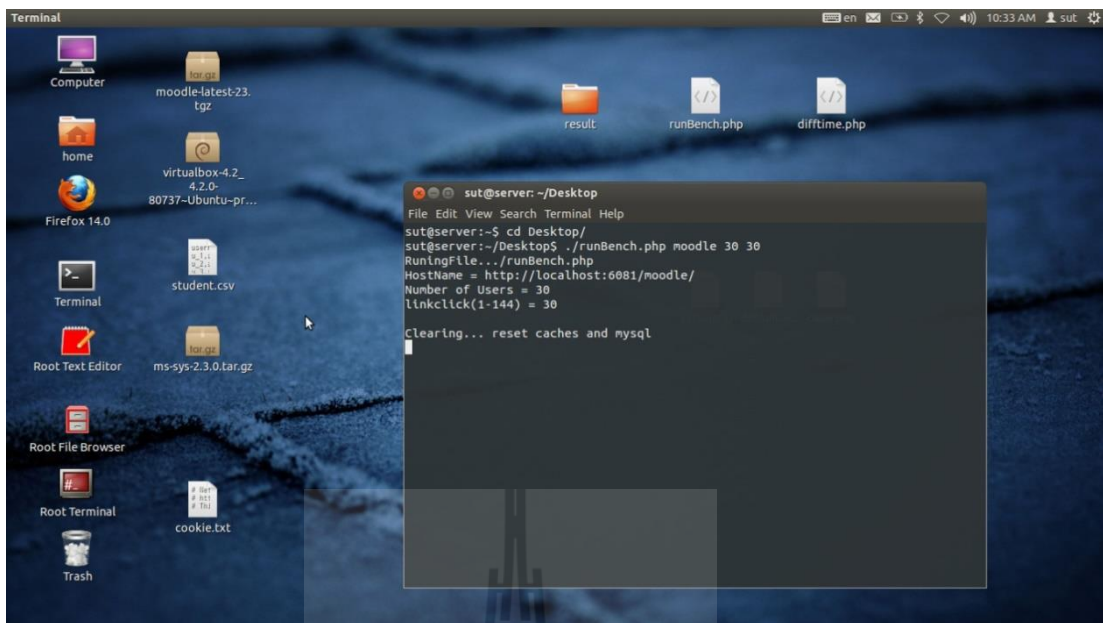 Terminal
en
10:33 AM
sut
Computer
tar.gz
moodle-latest-23.
tgz
result
runBench.php
difftime.php
home
virtualbox-4.2_
4.2.0-
80737~Ubuntu~pr...
Firefox 14.0
student.csv
Terminal
Root Text Editor
tar.gz
ms-sys-2.3.0.tar.gz
Root File Browser
Root Terminal
cookie.txt
Trash
sut@server: ~/Desktop
File Edit View Search Terminal Help
sut@server:~$ cd Desktop/
sut@server:~/Desktop$ ./runBench.php moodle 30 30
RuningFile.../runBench.php
HostName = http://localhost:6081/moodle/
Number of Users = 30
linkclick(1-144) = 30
Clearing... reset caches and mysql